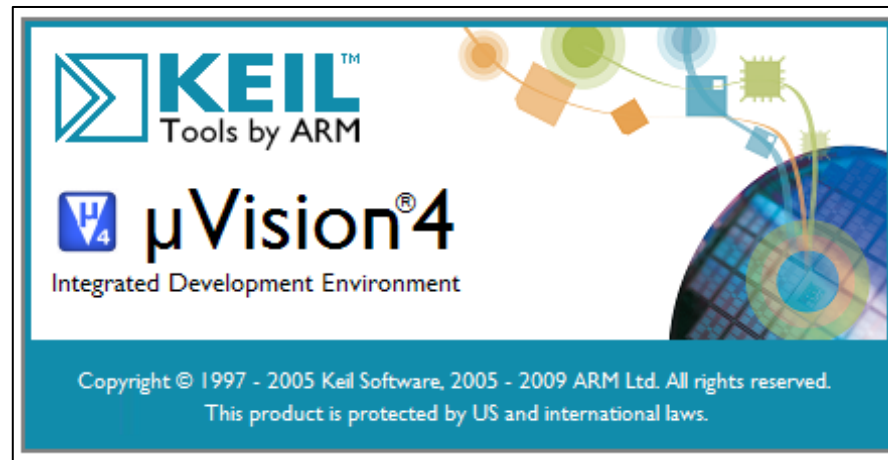 KEIL™
Tools by ARM
µ 4
µVision®4
Integrated Development Environment
Copyright © 1997 - 2005 Keil Software, 2005 - 2009 ARM Ltd. All rights reserved.
This product is protected by US and international laws.